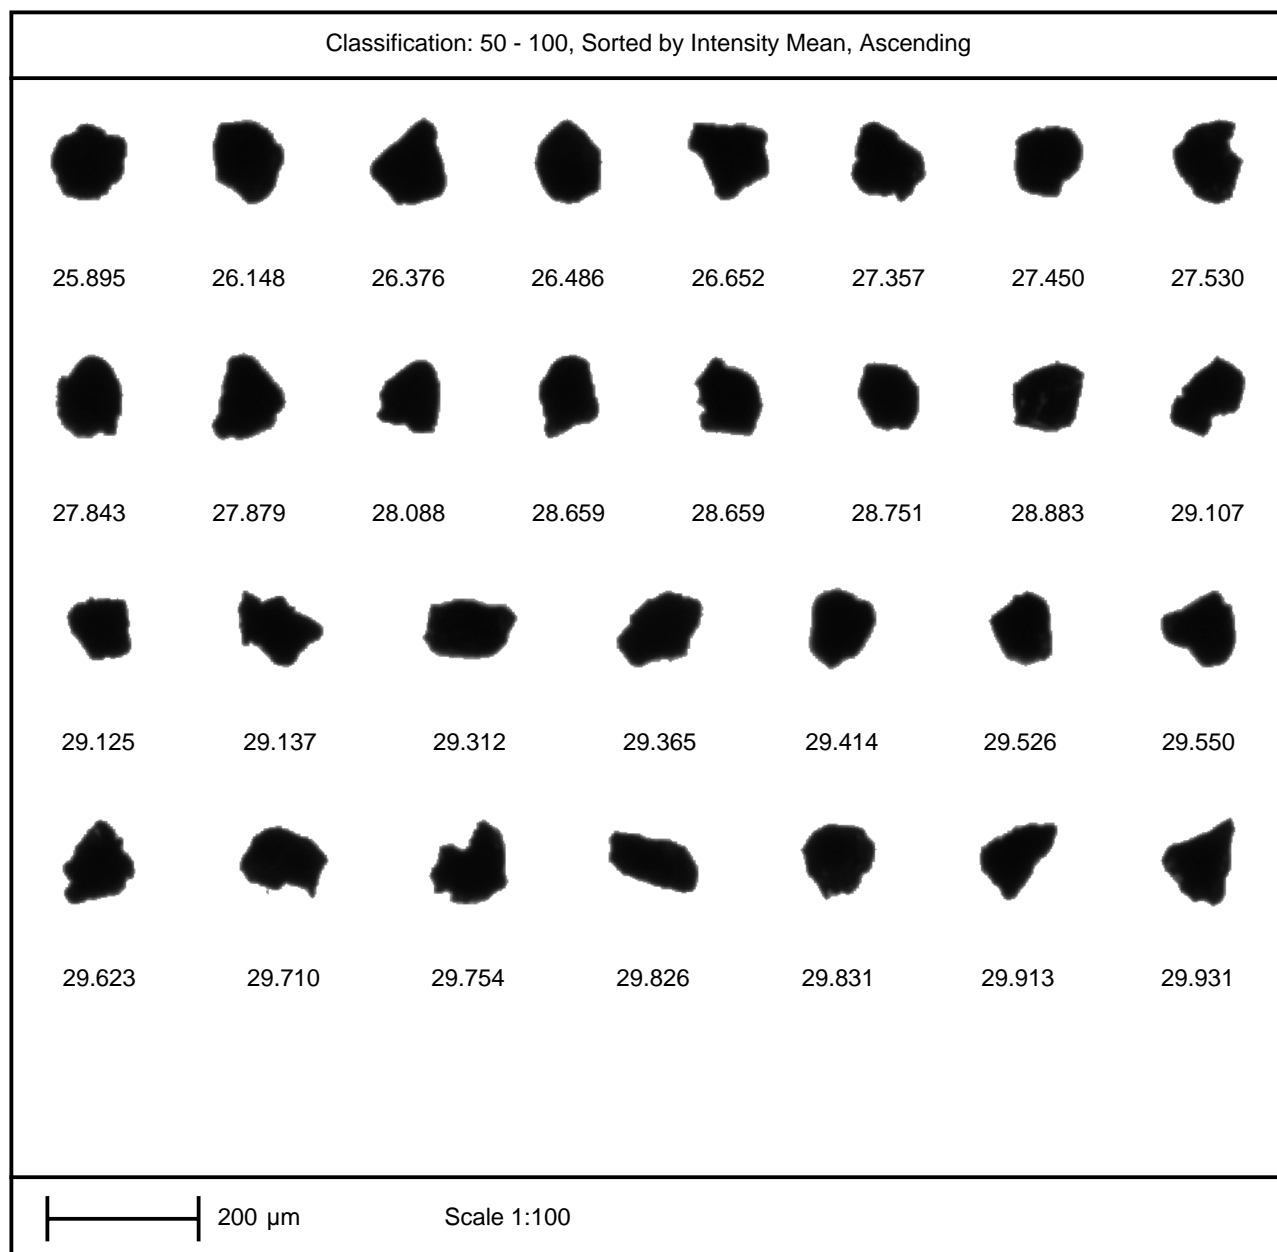 Classification: 50 - 100, Sorted by Intensity Mean, Ascending
25.895 26.148 26.376 26.486 26.652 27.357 27.450 27.530
27.843 27.879 28.088 28.659 28.659 28.751 28.883 29.107
29.125 29.137 29.312 29.365 29.414 29.526 29.550
29.623 29.710 29.754 29.826 29.831 29.913 29.931
200 µm Scale 1:100